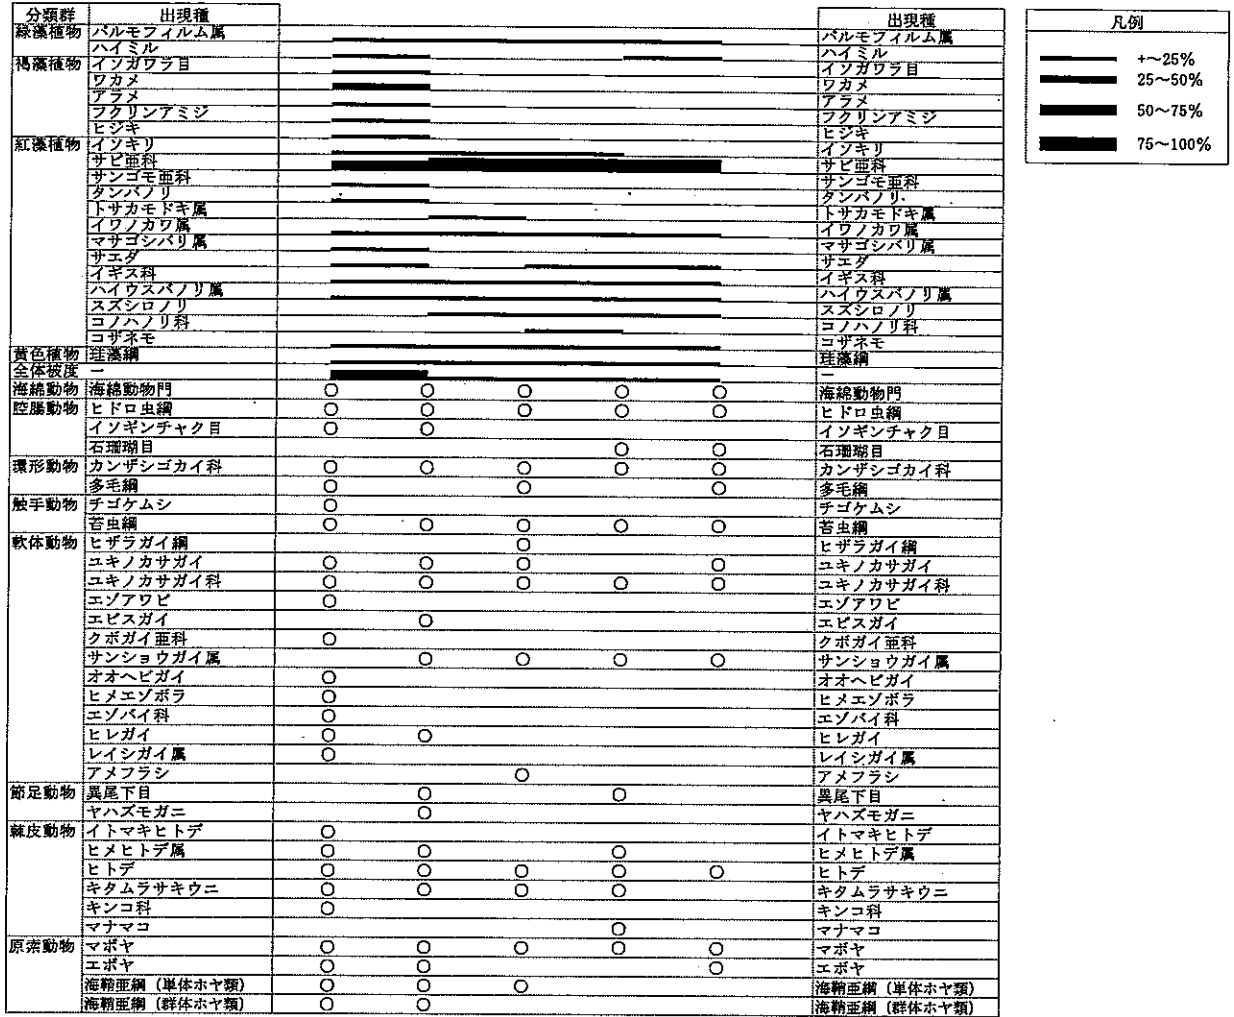 分類群 出現種 出現種 凡例
緑藻植物 パルモフィルム属 パルモフィルム属
ハイミル ハイミル +～25%
褐藻植物 イソガワラ目 イソガワラ目 25～50%
ワカメ ワカメ
アラメ アラメ 50～75%
フクリンアミジ フクリンアミジ
ヒジキ ヒジキ 75～100%
紅藻植物 イソキリ イソキリ
サビ亜科 サビ亜科
サンゴモ亜科 サンゴモ亜科
タンバノリ タンバノリ
トサカモドキ属 トサカモドキ属
イワノカワ属 イワノカワ属
マサゴシバリ属 マサゴシバリ属
サエダ サエダ
イギス科 イギス科
ハイウスバノリ属 ハイウスバノリ属
スズシロノリ スズシロノリ
コノハノリ科 コノハノリ科
コザネモ コザネモ
黄色植物 珪藻綱 珪藻綱
全体被度 － －
海綿動物 海綿動物門 ○ ○ ○ ○ ○ 海綿動物門
腔腸動物 ヒドロ虫綱 ○ ○ ○ ○ ○ ヒドロ虫綱
イソギンチャク目 ○ ○ イソギンチャク目
石珊瑚目 ○ ○ 石珊瑚目
環形動物 カンザシゴカイ科 ○ ○ ○ ○ ○ カンザシゴカイ科
多毛綱 ○ ○ ○ 多毛綱
触手動物 チゴケムシ ○ チゴケムシ
苔虫綱 ○ ○ ○ ○ ○ 苔虫綱
軟体動物 ヒザラガイ綱 ○ ヒザラガイ綱
ユキノカサガイ ○ ○ ○ ○ ユキノカサガイ
ユキノカサガイ科 ○ ○ ○ ○ ○ ユキノカサガイ科
エゾアワビ ○ エゾアワビ
エビスガイ ○ エビスガイ
クボガイ亜科 ○ クボガイ亜科
サンショウガイ属 ○ ○ ○ ○ サンショウガイ属
オオヘビガイ ○ オオヘビガイ
ヒメエゾボラ ○ ヒメエゾボラ
エゾバイ科 ○ エゾバイ科
ヒレガイ ○ ○ ヒレガイ
レイシガイ属 ○ レイシガイ属
アメフラシ ○ アメフラシ
節足動物 異尾下目 ○ ○ 異尾下目
ヤハズモガニ ○ ヤハズモガニ
棘皮動物 イトマキヒトデ ○ イトマキヒトデ
ヒメヒトデ属 ○ ○ ○ ヒメヒトデ属
ヒトデ ○ ○ ○ ○ ○ ヒトデ
キタムラサキウニ ○ ○ ○ ○ キタムラサキウニ
キンコ科 ○ キンコ科
マナマコ ○ マナマコ
原索動物 マボヤ ○ ○ ○ ○ ○ マボヤ
エボヤ ○ ○ ○ エボヤ
海鞘亜綱（単体ホヤ類） ○ ○ ○ 海鞘亜綱（単体ホヤ類）
海鞘亜綱（群体ホヤ類） ○ ○ 海鞘亜綱（群体ホヤ類）